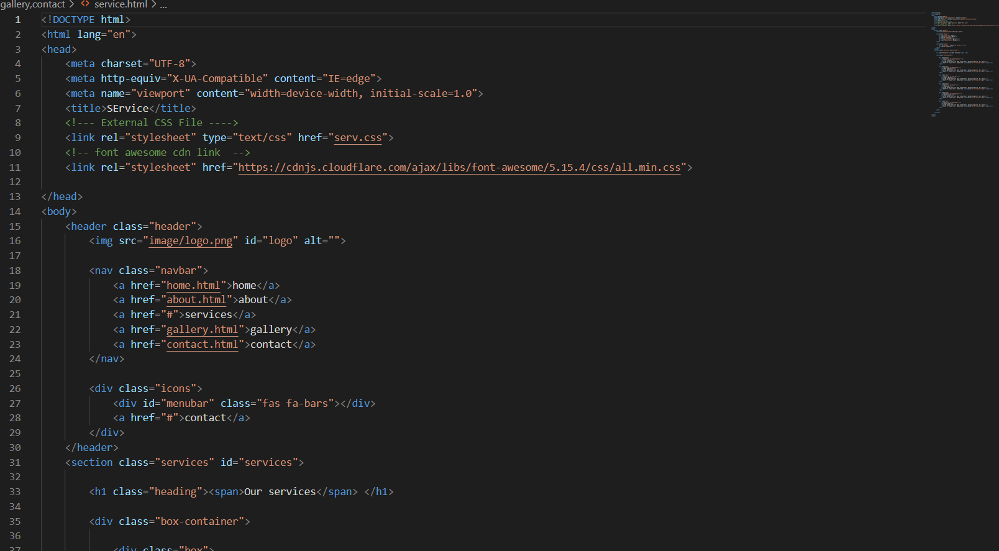 gallery,contact > <> service.html > ...
1 <!DOCTYPE html>
2 <html lang="en">
3 <head>
4     <meta charset="UTF-8">
5     <meta http-equiv="X-UA-Compatible" content="IE=edge">
6     <meta name="viewport" content="width=device-width, initial-scale=1.0">
7     <title>SErvice</title>
8     <!--- External CSS File ---->
9     <link rel="stylesheet" type="text/css" href="serv.css">
10     <!-- font awesome cdn link  -->
11     <link rel="stylesheet" href="https://cdnjs.cloudflare.com/ajax/libs/font-awesome/5.15.4/css/all.min.css">
12
13 </head>
14 <body>
15     <header class="header">
16         <img src="image/logo.png" id="logo" alt="">
17
18         <nav class="navbar">
19             <a href="home.html">home</a>
20             <a href="about.html">about</a>
21             <a href="#">services</a>
22             <a href="gallery.html">gallery</a>
23             <a href="contact.html">contact</a>
24         </nav>
25
26         <div class="icons">
27             <div id="menubar" class="fas fa-bars"></div>
28             <a href="#">contact</a>
29         </div>
30     </header>
31     <section class="services" id="services">
32
33         <h1 class="heading"><span>Our services</span> </h1>
34
35         <div class="box-container">
36
37             <div class="box">